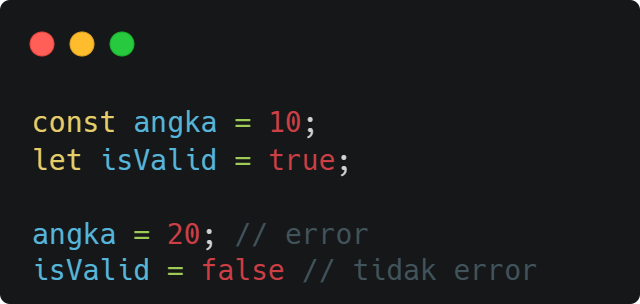 const angka = 10;
let isValid = true;
angka = 20; // error
isValid = false // tidak error